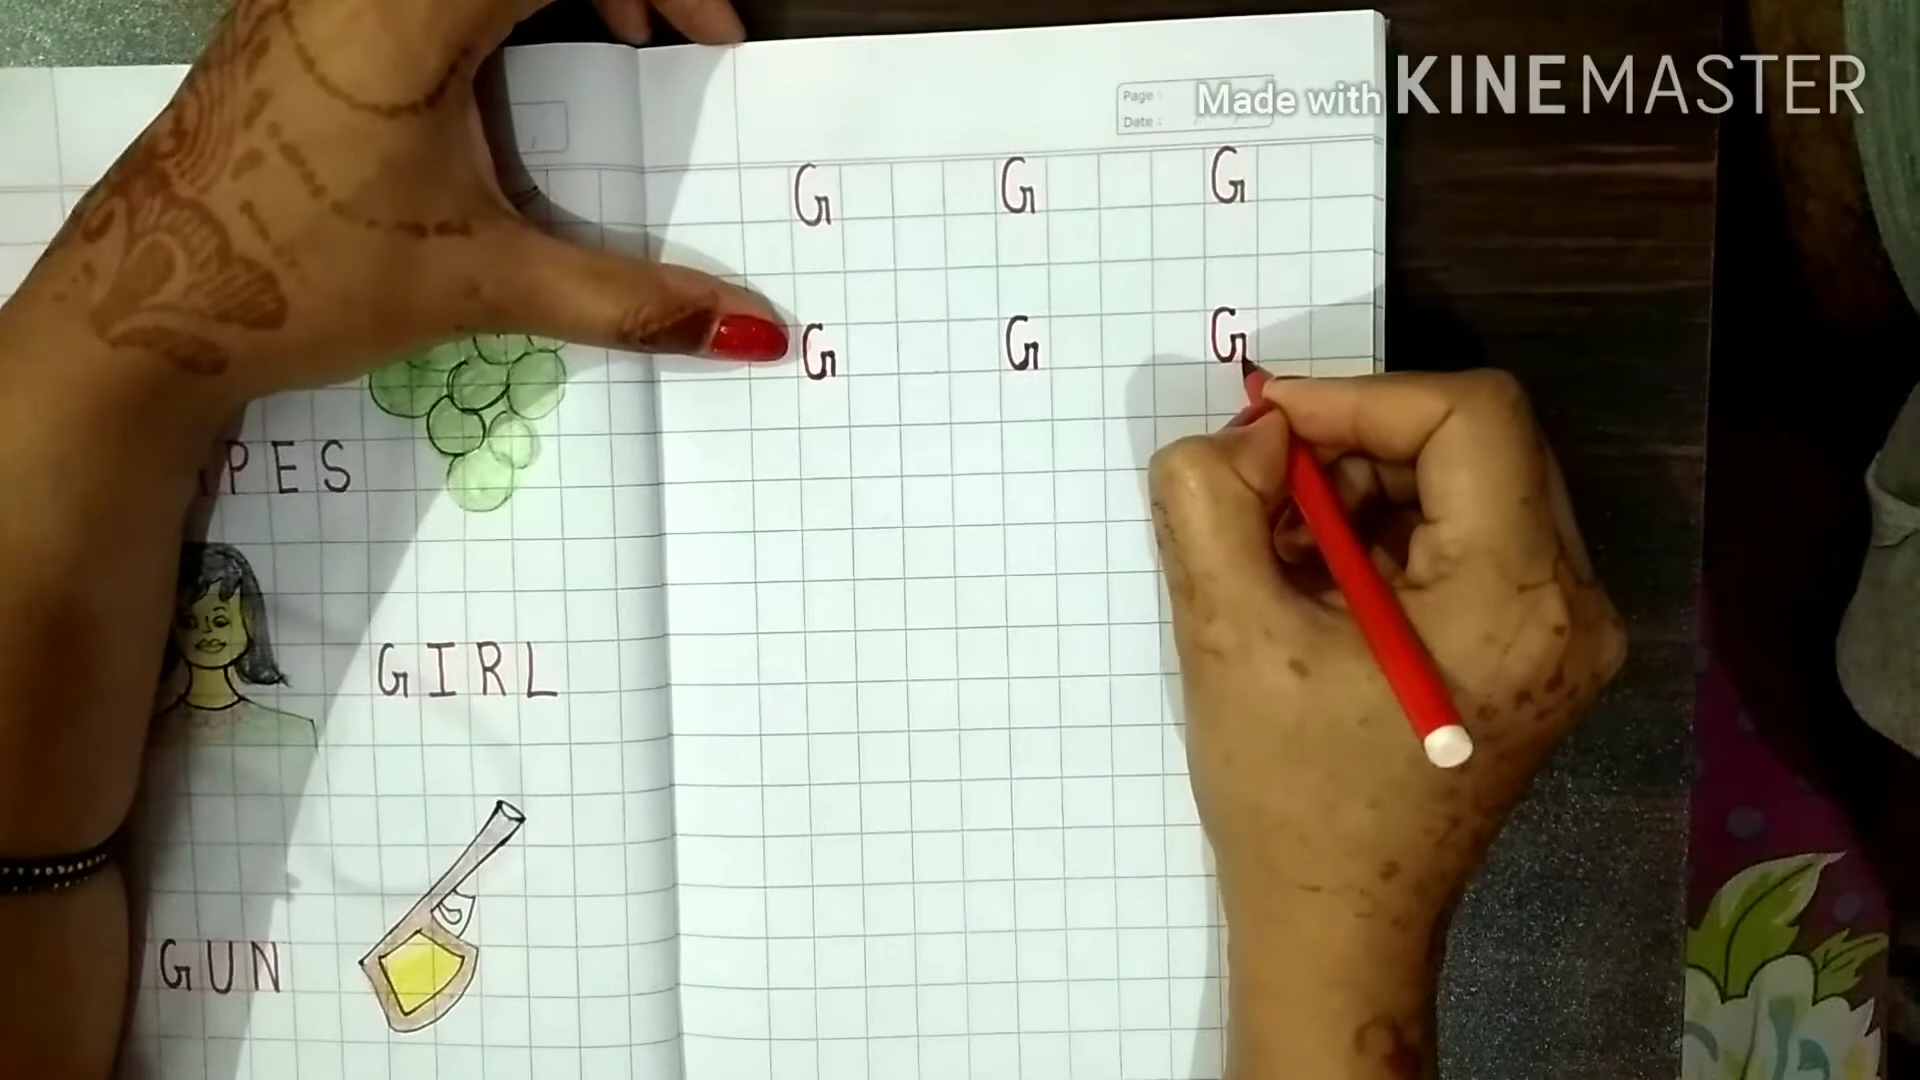 Made with KINEMASTER
Page :
Date :
G G G
G G G
PES
GIRL
GUN